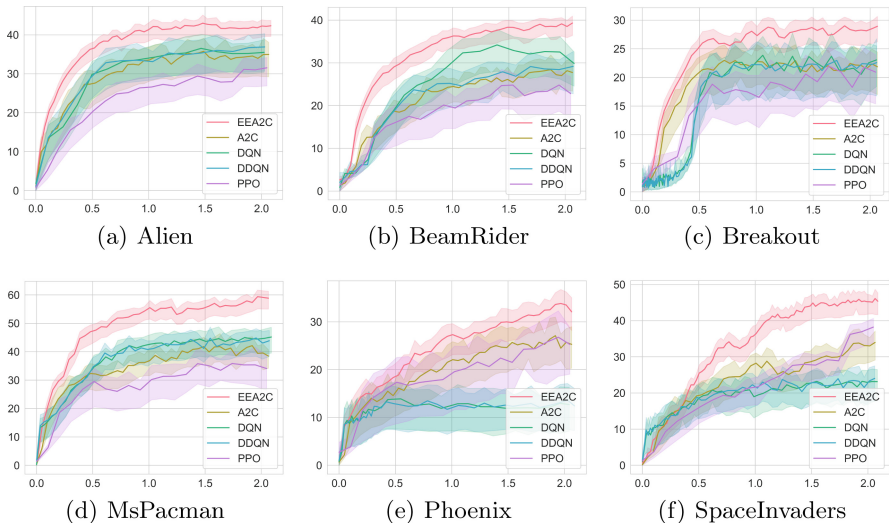 40
30
20
10
0
0.0 0.5 1.0 1.5 2.0
EEA2C
A2C
DQN
DDQN
PPO
(a) Alien
40
30
20
10
0
0.0 0.5 1.0 1.5 2.0
EEA2C
A2C
DQN
DDQN
PPO
(b) BeamRider
30
25
20
15
10
5
0
0.0 0.5 1.0 1.5 2.0
EEA2C
A2C
DQN
DDQN
PPO
(c) Breakout
60
50
40
30
20
10
0
0.0 0.5 1.0 1.5 2.0
EEA2C
A2C
DQN
DDQN
PPO
(d) MsPacman
30
20
10
0
0.0 0.5 1.0 1.5 2.0
EEA2C
A2C
DQN
DDQN
PPO
(e) Phoenix
50
40
30
20
10
0
0.0 0.5 1.0 1.5 2.0
EEA2C
A2C
DQN
DDQN
PPO
(f) SpaceInvaders